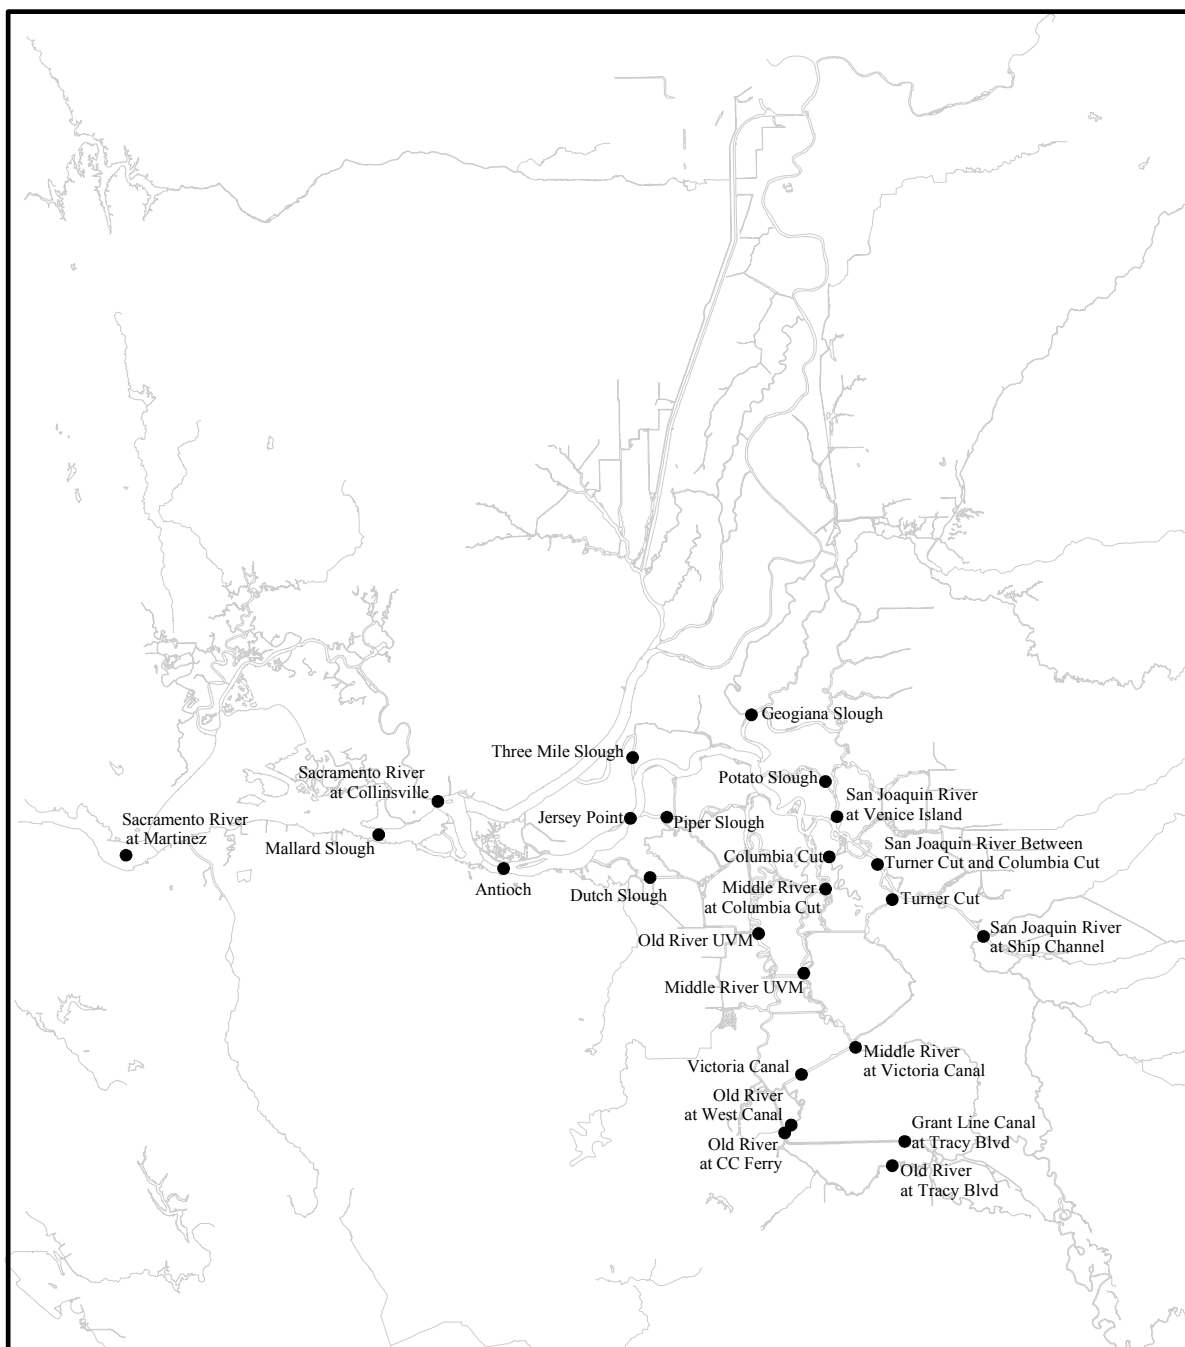 Geogiana Slough
Three Mile Slough
Sacramento River
at Collinsville
Potato Slough
San Joaquin River
at Venice Island
Jersey Point
Piper Slough
Sacramento River
at Martinez
Mallard Slough
San Joaquin River Between
Turner Cut and Columbia Cut
Columbia Cut
Antioch
Dutch Slough
Middle River
at Columbia Cut
Turner Cut
San Joaquin River
at Ship Channel
Old River UVM
Middle River UVM
Middle River
at Victoria Canal
Victoria Canal
Old River
at West Canal
Grant Line Canal
at Tracy Blvd
Old River
at CC Ferry
Old River
at Tracy Blvd